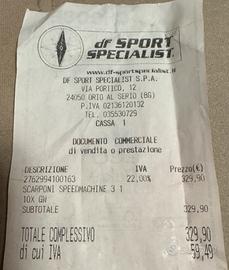 df SPORT
SPECIALIST
www.df-sportspecialist.it
DF SPORT SPECIALIST S.P.A.
VIA PORTICO, 12
24050 ORIO AL SERIO (BG)
P.IVA 02136120132
TEL. 035530729
CASSA 1
DOCUMENTO COMMERCIALE
di vendita o prestazione
DESCRIZIONE IVA Prezzo(€)
2762994100163 22,00% 329,90
SCARPONI SPEEDMACHINE 3 1
10X GW
SUBTOTALE 329,90
TOTALE COMPLESSIVO 329,90
di cui IVA 59,49